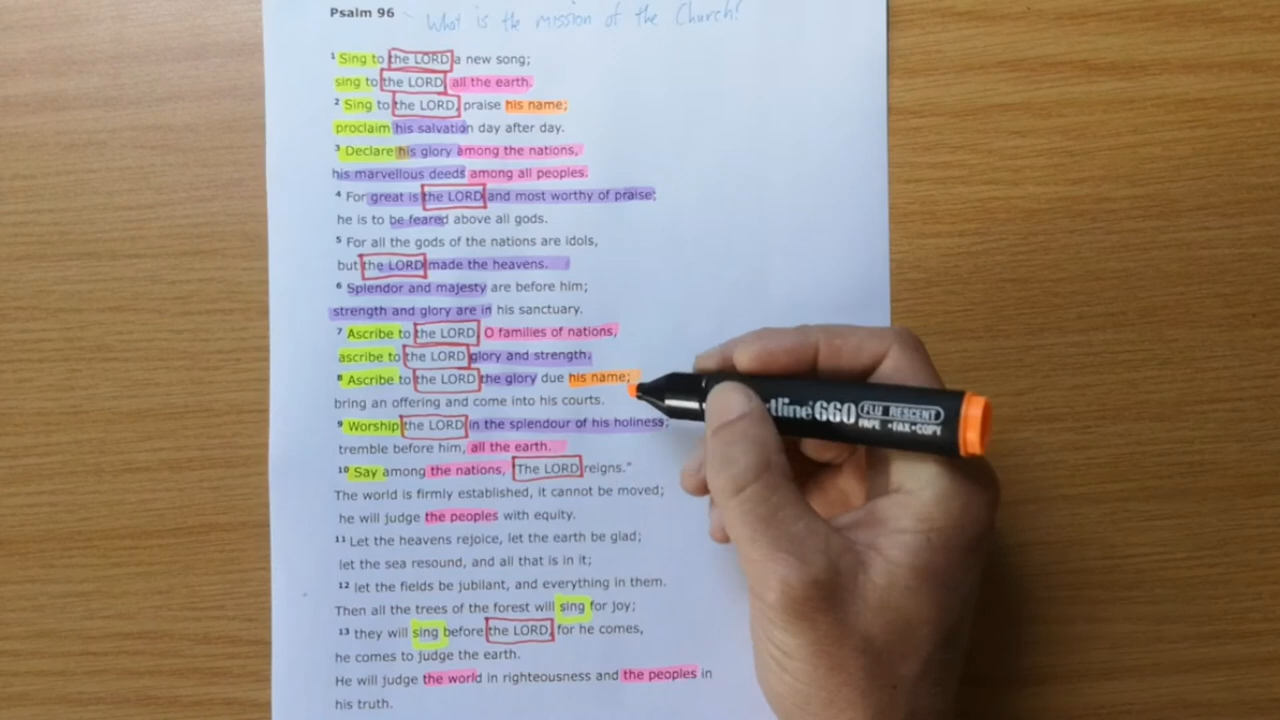 Psalm 96 What is the mission of the Church?
1 Sing to the LORD a new song;
sing to the LORD, all the earth.
2 Sing to the LORD, praise his name;
proclaim his salvation day after day.
3 Declare his glory among the nations,
his marvellous deeds among all peoples.
4 For great is the LORD and most worthy of praise;
he is to be feared above all gods.
5 For all the gods of the nations are idols,
but the LORD made the heavens.
6 Splendor and majesty are before him;
strength and glory are in his sanctuary.
7 Ascribe to the LORD, O families of nations,
ascribe to the LORD glory and strength.
8 Ascribe to the LORD the glory due his name;
bring an offering and come into his courts.
9 Worship the LORD in the splendour of his holiness;
tremble before him, all the earth.
10 Say among the nations, "The LORD reigns."
The world is firmly established, it cannot be moved;
he will judge the peoples with equity.
11 Let the heavens rejoice, let the earth be glad;
let the sea resound, and all that is in it;
12 let the fields be jubilant, and everything in them.
Then all the trees of the forest will sing for joy;
13 they will sing before the LORD, for he comes,
he comes to judge the earth.
He will judge the world in righteousness and the peoples in
his truth.
tline 660 FLU RESCENT
PAPE •FAX•COPY